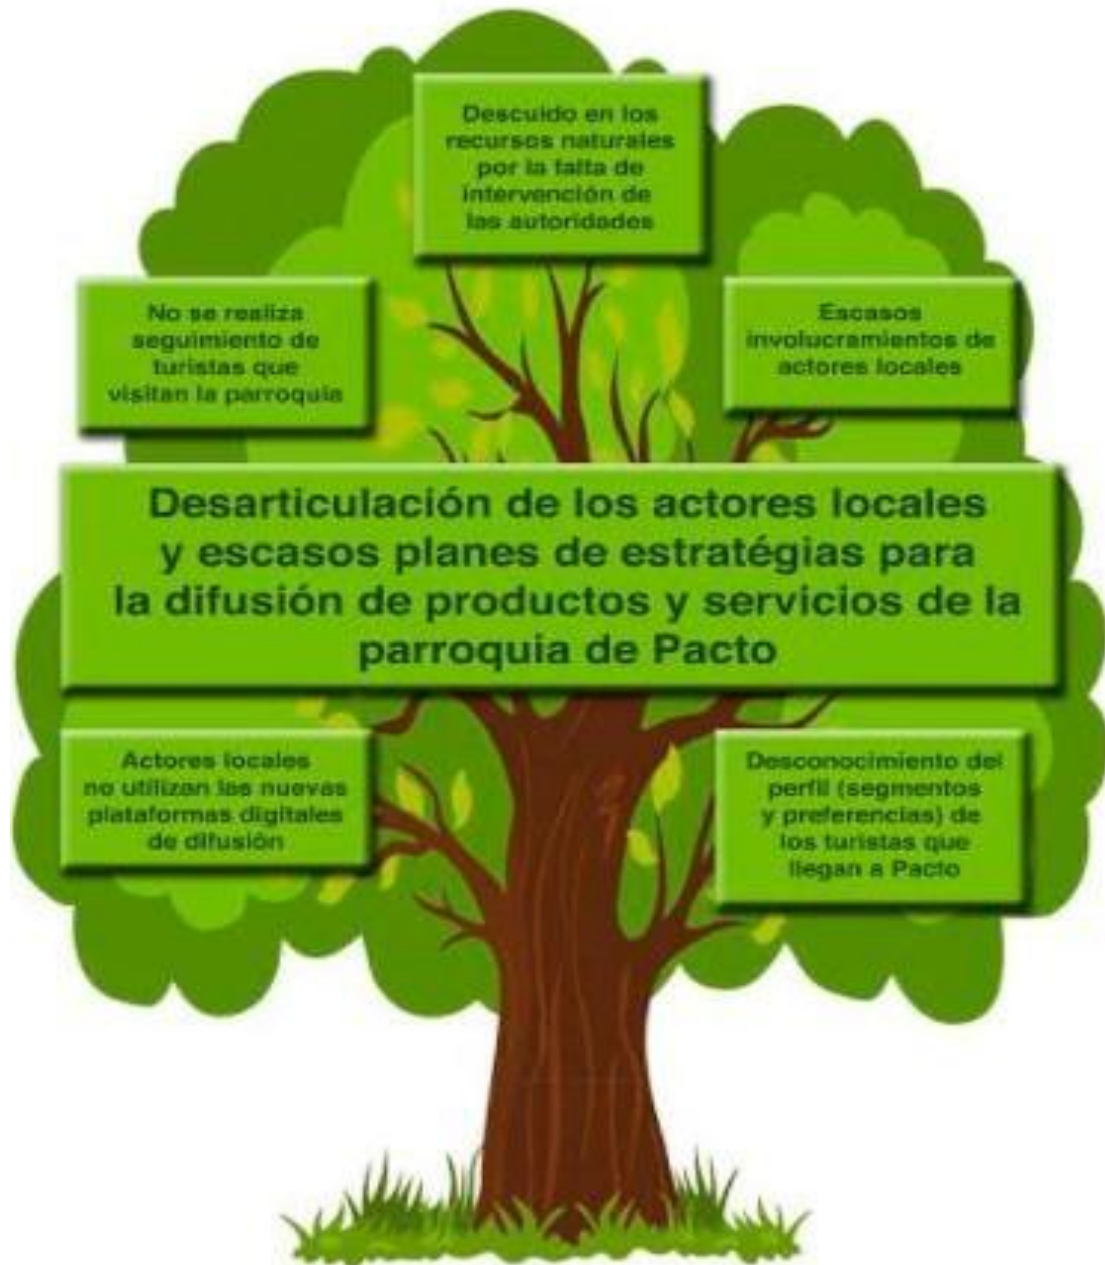 Descuido en los
recursos naturales
por la falta de
intervención de
las autoridades
No se realiza
seguimiento de
turistas que
visitan la parroquia
Escasos
involucramientos de
actores locales
Desarticulación de los actores locales
y escasos planes de estratégias para
la difusión de productos y servicios de la
parroquia de Pacto
Actores locales
no utilizan las nuevas
plataformas digitales
de difusión
Desconocimiento del
perfil (segmentos
y preferencias) de
los turistas que
llegan a Pacto